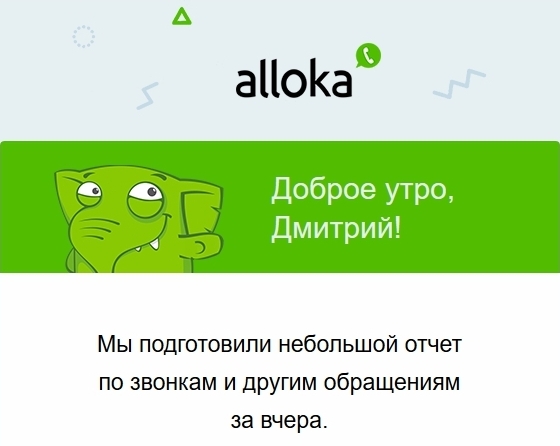 alloka
Доброе утро,
Дмитрий!
Мы подготовили небольшой отчет
по звонкам и другим обращениям
за вчера.